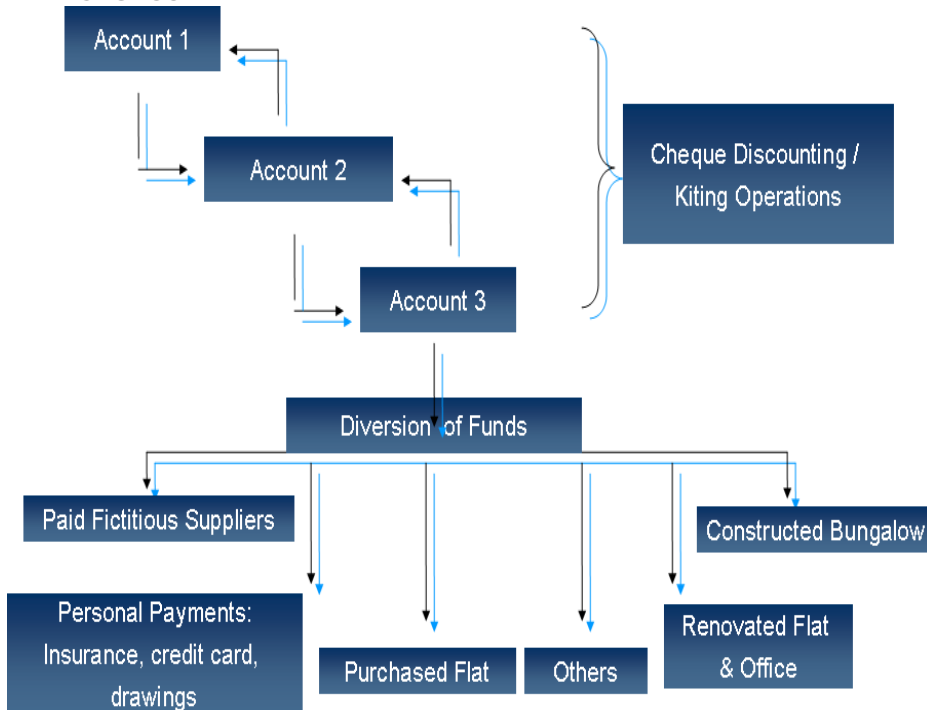 Account 1
Account 2
Cheque Discounting /
Kiting Operations
Account 3
Diversion of Funds
Paid Fictitious Suppliers
Constructed Bungalow
Personal Payments:
Insurance, credit card,
drawings
Purchased Flat
Others
Renovated Flat
& Office